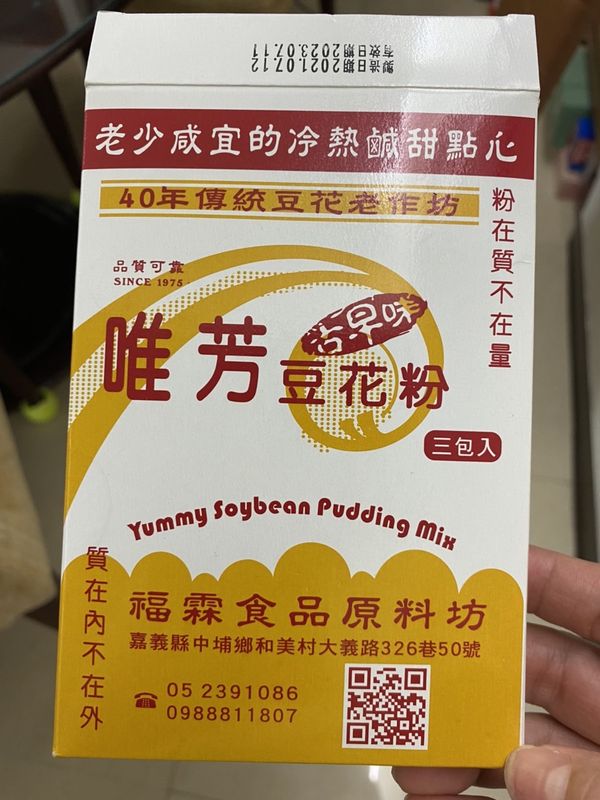 製造日期2021.07.12
有效日期2023.07.11
老少咸宜的冷熱鹹甜點心
40年傳統豆花老作坊
粉在質不在量
品質可靠
SINCE 1975
古早味
唯芳豆花粉
三包入
Yummy Soybean Pudding Mix
質在內不在外
福霖食品原料坊
嘉義縣中埔鄉和美村大義路326巷50號
☎ 05 2391086
0988811807